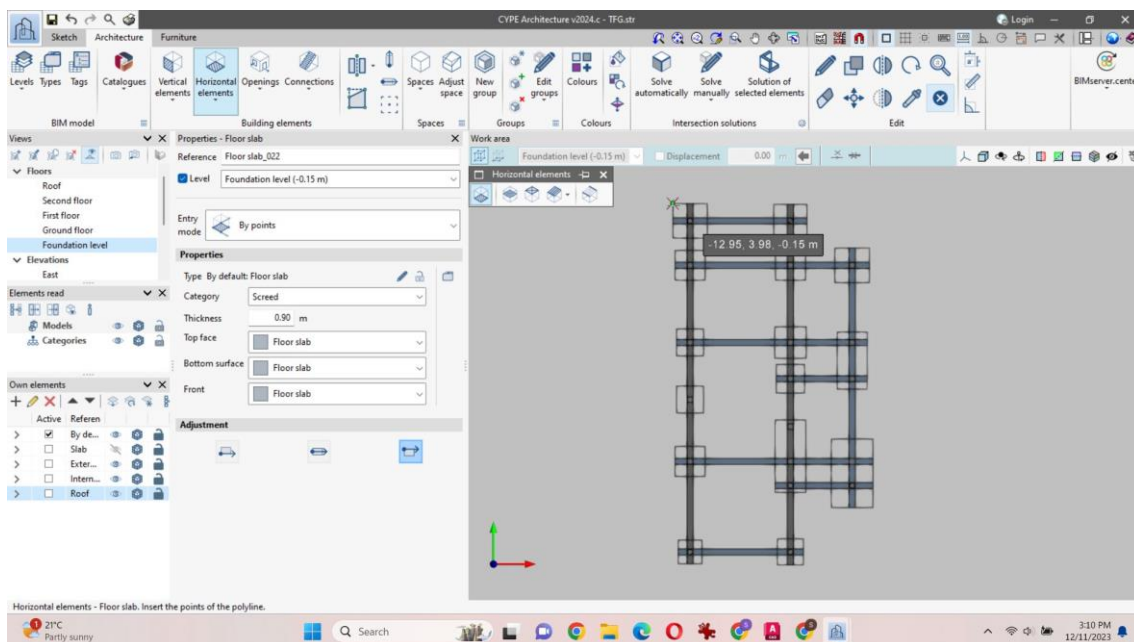 CYPE Architecture v2024.c - TFG.str
Login
Sketch Architecture Furniture
Levels Types Tags Catalogues Vertical elements Horizontal elements Openings Connections Spaces Adjust space New group Edit groups Colours Solve automatically Solve manually Solution of selected elements BIMserver.cente
BIM model Building elements Spaces Groups Colours Intersection solutions Edit
Views
Floors
Roof
Second floor
First floor
Ground floor
Foundation level
Elevations
East
Elements read
Models
Categories
Own elements
Active Referen
By de...
Slab
Exter...
Intern...
Roof
Properties - Floor slab
Reference Floor slab_022
Level Foundation level (-0.15 m)
Entry mode By points
Properties
Type By default: Floor slab
Category Screed
Thickness 0.90 m
Top face Floor slab
Bottom surface Floor slab
Front Floor slab
Adjustment
Work area
Foundation level (-0.15 m) Displacement 0.00 m
Horizontal elements
-12.95, 3.98, -0.15 m
Horizontal elements - Floor slab. Insert the points of the polyline.
21°C
Partly sunny
Search
3:10 PM
12/11/2023